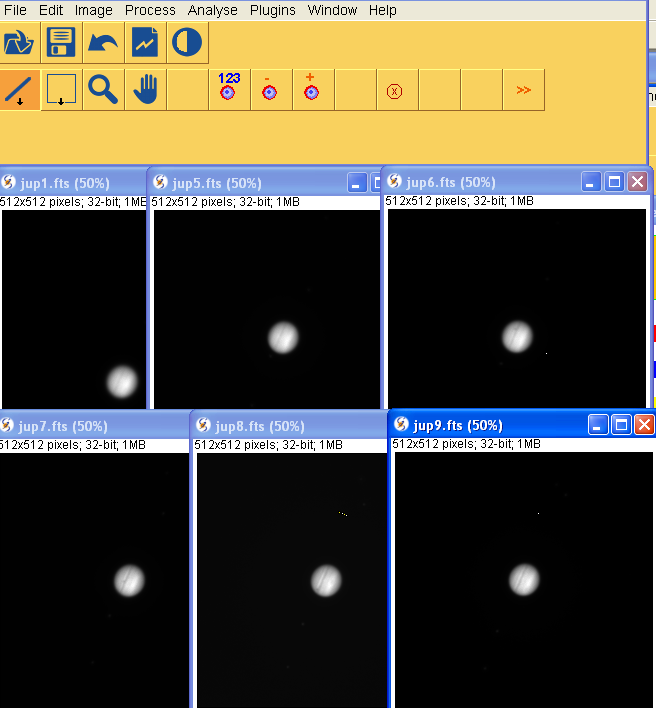 File Edit Image Process Analyse Plugins Window Help
123 - +
x >>
jup1.fts (50%) jup5.fts (50%) jup6.fts (50%)
512x512 pixels; 32-bit; 1MB 512x512 pixels; 32-bit; 1MB 512x512 pixels; 32-bit; 1MB
jup7.fts (50%) jup8.fts (50%) jup9.fts (50%)
512x512 pixels; 32-bit; 1MB 512x512 pixels; 32-bit; 1MB 512x512 pixels; 32-bit; 1MB